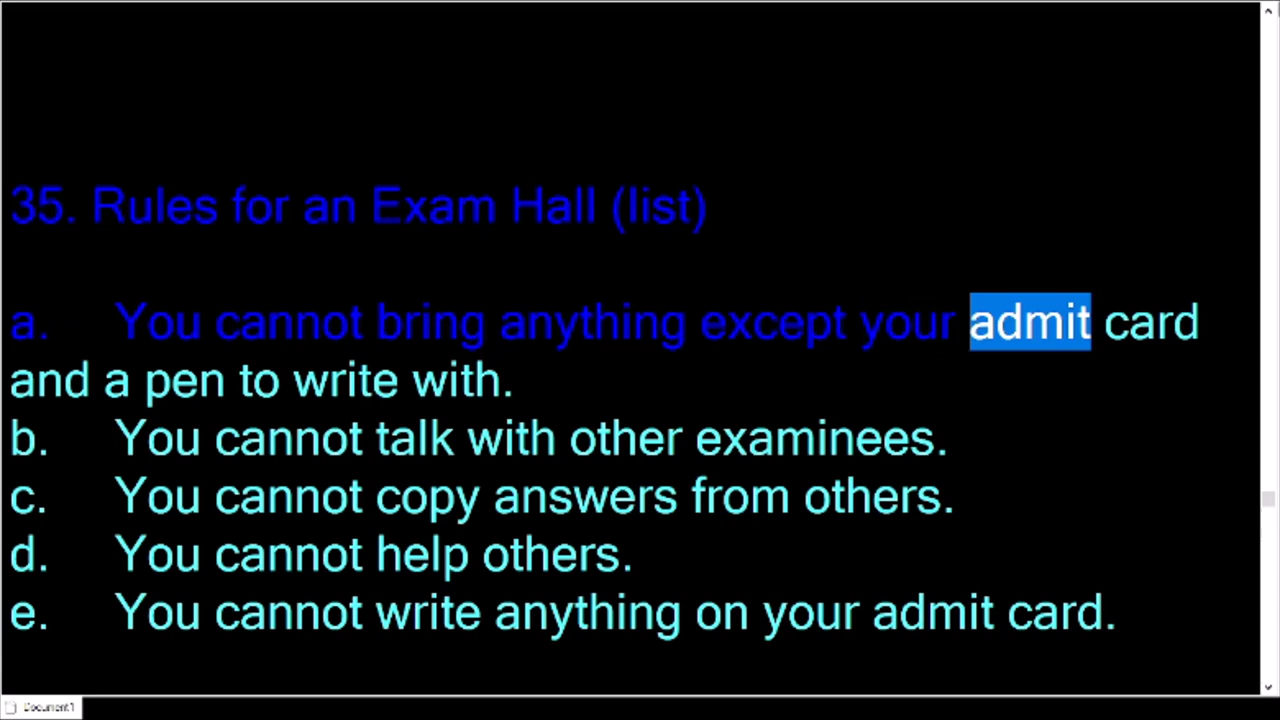 35. Rules for an Exam Hall (list)
a. You cannot bring anything except your admit card
and a pen to write with.
b. You cannot talk with other examinees.
c. You cannot copy answers from others.
d. You cannot help others.
e. You cannot write anything on your admit card.
Document1